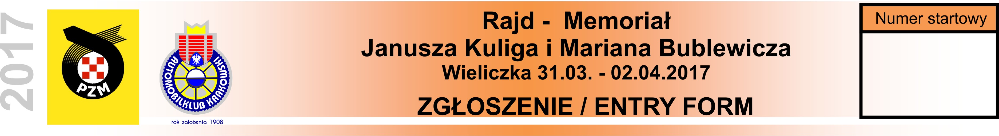 2017
PZM
AUTOMOBILKLUB KRAKOWSKI
rok założenia 1908
Rajd - Memoriał
Janusza Kuliga i Mariana Bublewicza
Wieliczka 31.03. - 02.04.2017
ZGŁOSZENIE / ENTRY FORM
Numer startowy